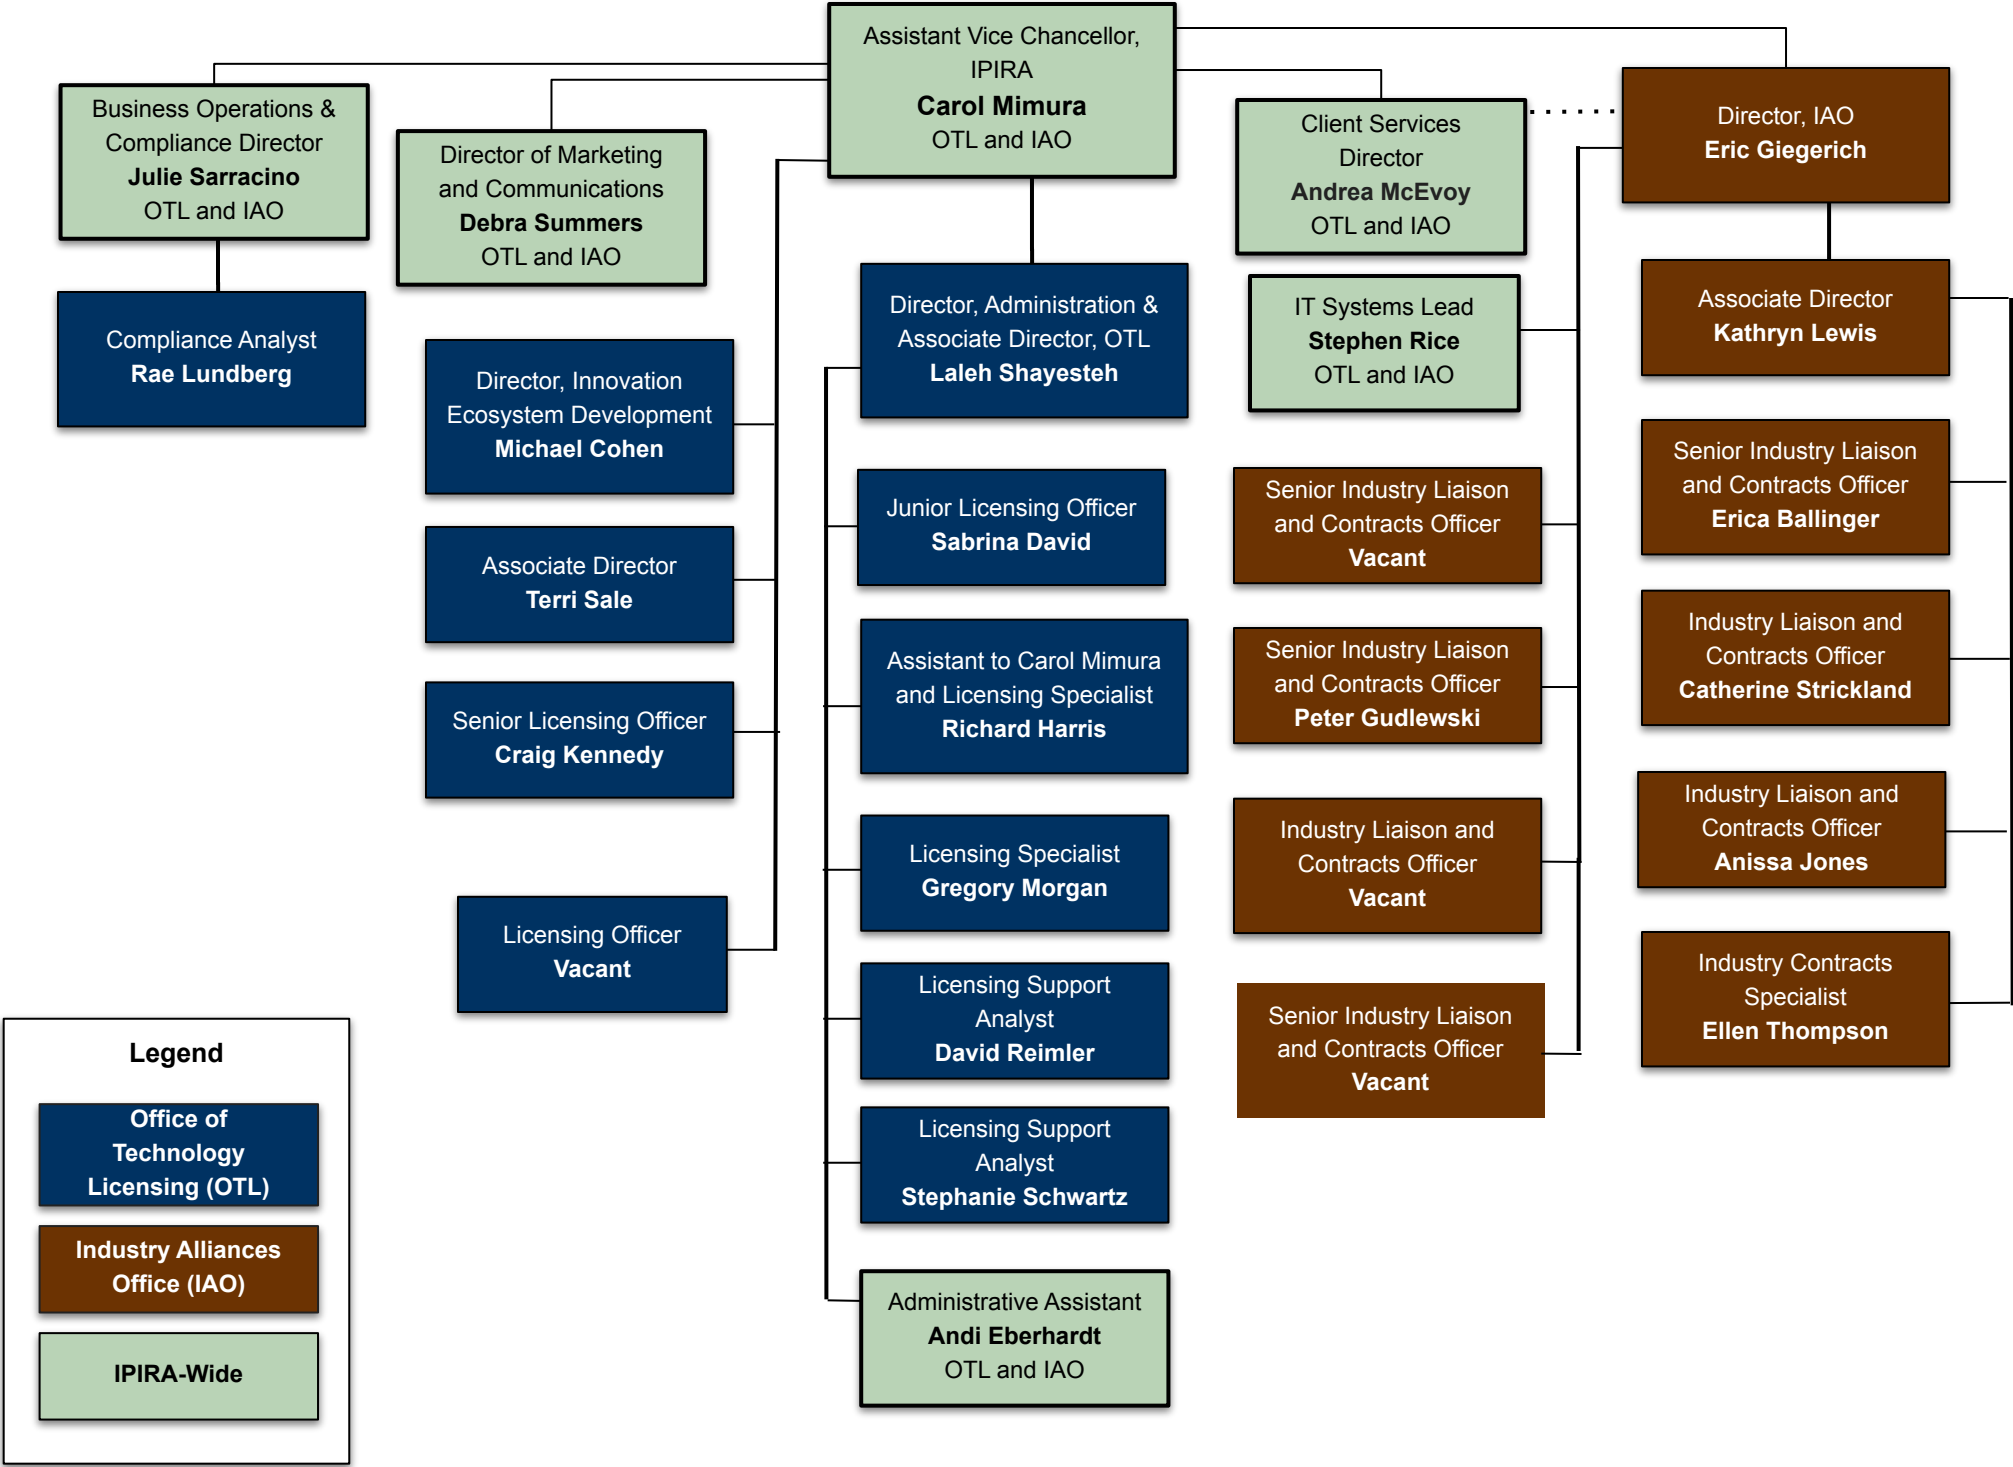 Assistant Vice Chancellor,
IPIRA
Carol Mimura
OTL and IAO
Business Operations &
Compliance Director
Julie Sarracino
OTL and IAO
Director of Marketing
and Communications
Debra Summers
OTL and IAO
Client Services
Director
Andrea McEvoy
OTL and IAO
Director, IAO
Eric Giegerich
Compliance Analyst
Rae Lundberg
Director, Innovation
Ecosystem Development
Michael Cohen
Associate Director
Terri Sale
Senior Licensing Officer
Craig Kennedy
Licensing Officer
Vacant
Director, Administration &
Associate Director, OTL
Laleh Shayesteh
Junior Licensing Officer
Sabrina David
Assistant to Carol Mimura
and Licensing Specialist
Richard Harris
Licensing Specialist
Gregory Morgan
Licensing Support
Analyst
David Reimler
Licensing Support
Analyst
Stephanie Schwartz
Administrative Assistant
Andi Eberhardt
OTL and IAO
IT Systems Lead
Stephen Rice
OTL and IAO
Senior Industry Liaison
and Contracts Officer
Vacant
Senior Industry Liaison
and Contracts Officer
Peter Gudlewski
Industry Liaison and
Contracts Officer
Vacant
Senior Industry Liaison
and Contracts Officer
Vacant
Associate Director
Kathryn Lewis
Senior Industry Liaison
and Contracts Officer
Erica Ballinger
Industry Liaison and
Contracts Officer
Catherine Strickland
Industry Liaison and
Contracts Officer
Anissa Jones
Industry Contracts
Specialist
Ellen Thompson
Legend
Office of
Technology
Licensing (OTL)
Industry Alliances
Office (IAO)
IPIRA-Wide